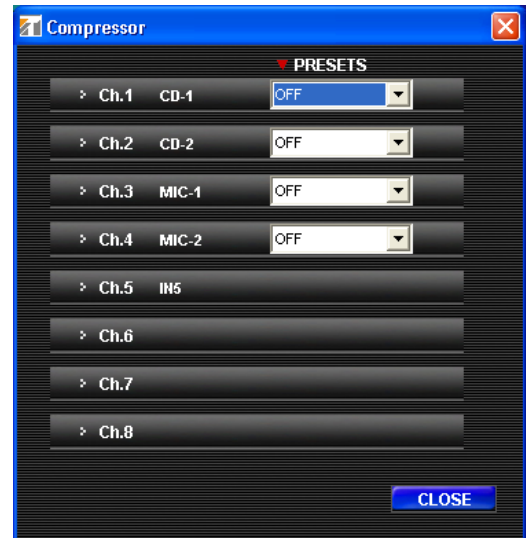 Compressor
▼ PRESETS
Ch.1 CD-1 OFF
Ch.2 CD-2 OFF
Ch.3 MIC-1 OFF
Ch.4 MIC-2 OFF
Ch.5 IN5
Ch.6
Ch.7
Ch.8
CLOSE